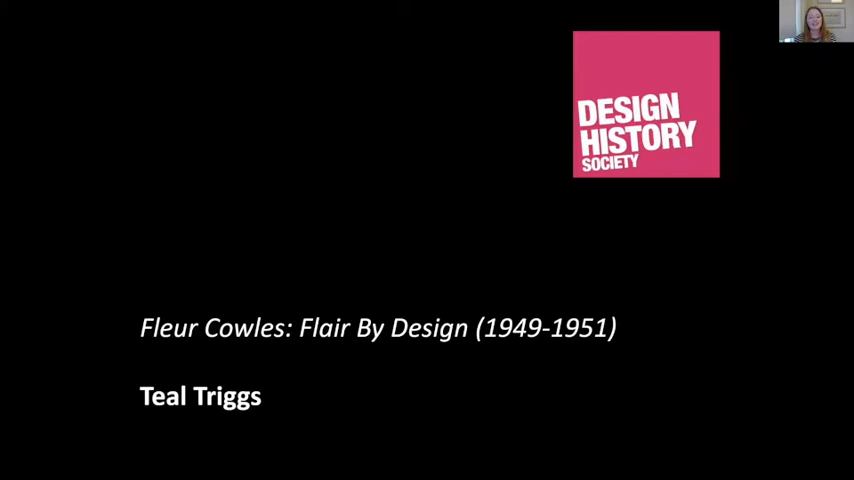 DESIGN
HISTORY
SOCIETY
Fleur Cowles: Flair By Design (1949-1951)
Teal Triggs